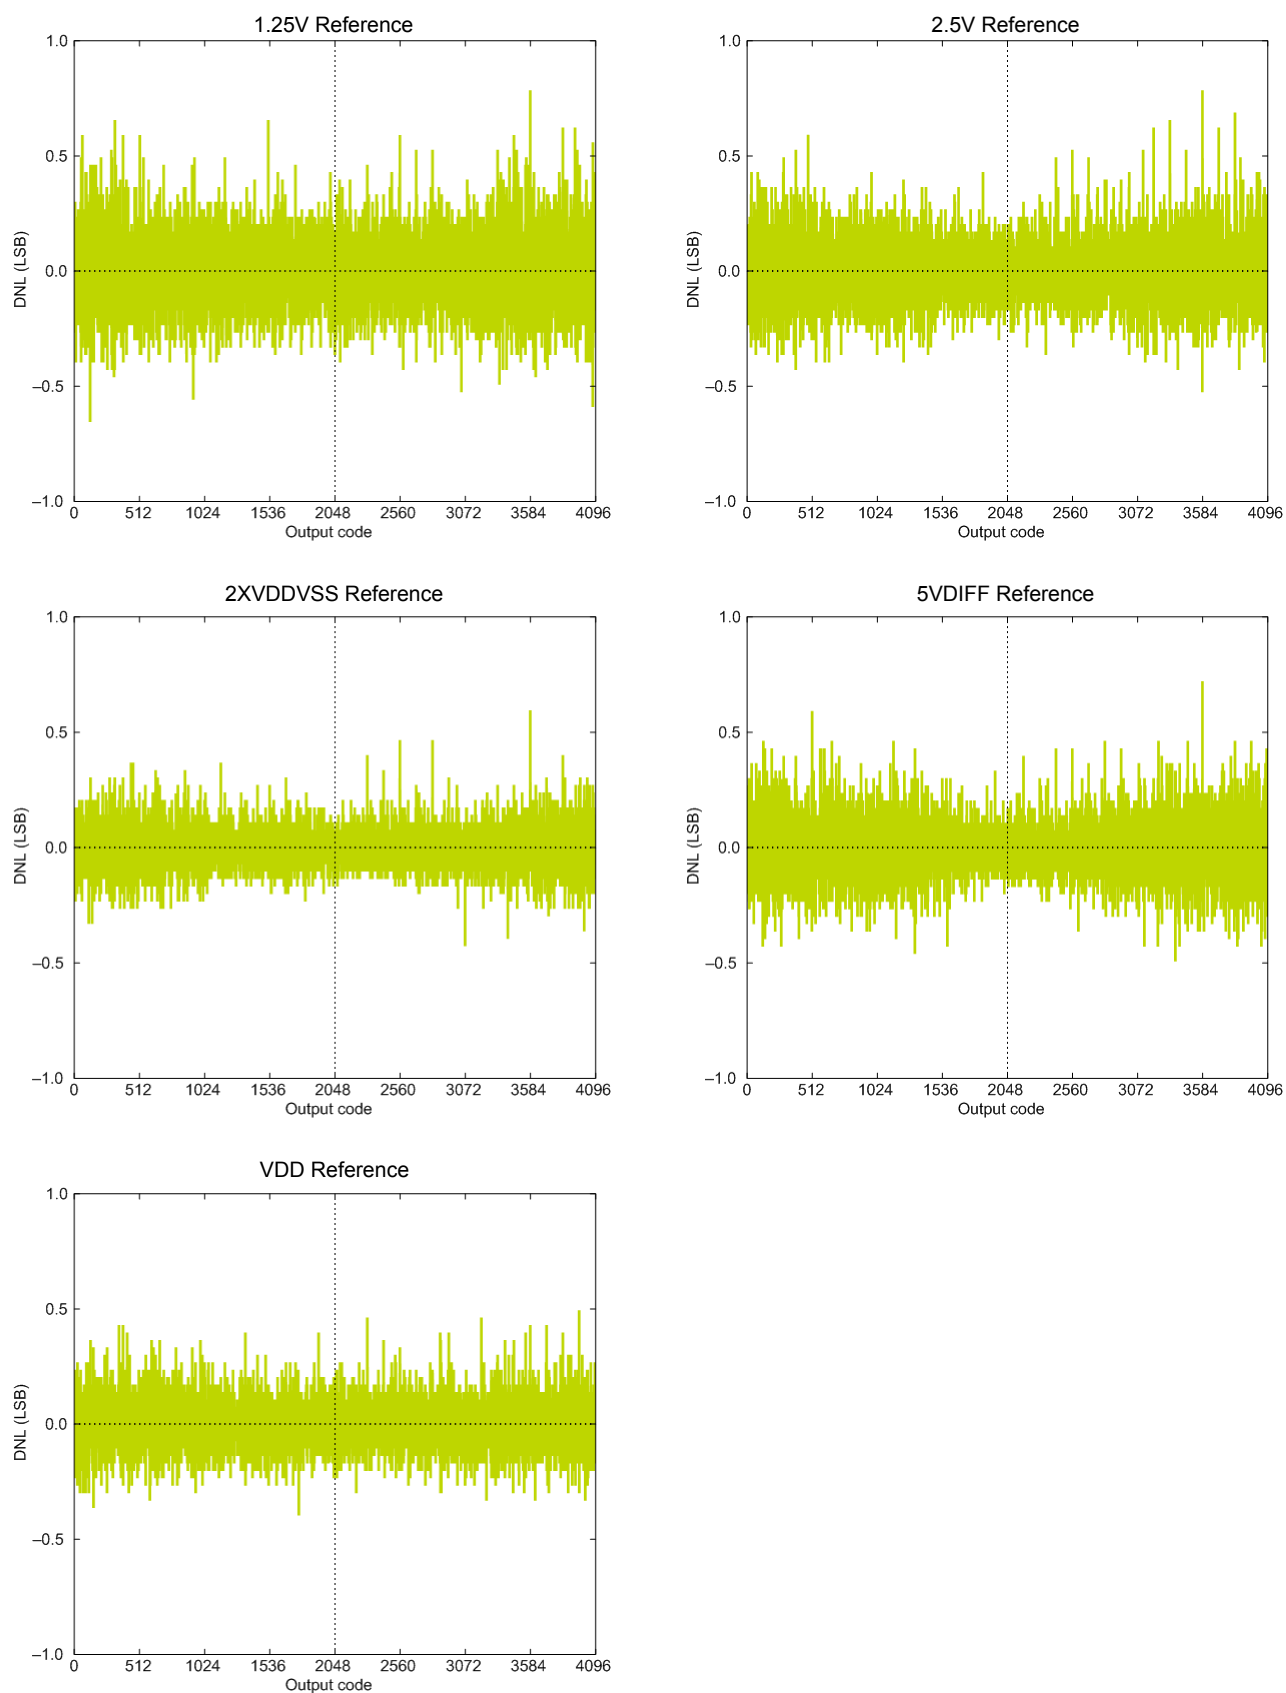 1.25V Reference
1.0
0.5
0.0
–0.5
–1.0
DNL (LSB)
0 512 1024 1536 2048 2560 3072 3584 4096
Output code
2.5V Reference
1.0
0.5
0.0
–0.5
–1.0
DNL (LSB)
0 512 1024 1536 2048 2560 3072 3584 4096
Output code
2XVDDVSS Reference
1.0
0.5
0.0
–0.5
–1.0
DNL (LSB)
0 512 1024 1536 2048 2560 3072 3584 4096
Output code
5VDIFF Reference
1.0
0.5
0.0
–0.5
–1.0
DNL (LSB)
0 512 1024 1536 2048 2560 3072 3584 4096
Output code
VDD Reference
1.0
0.5
0.0
–0.5
–1.0
DNL (LSB)
0 512 1024 1536 2048 2560 3072 3584 4096
Output code